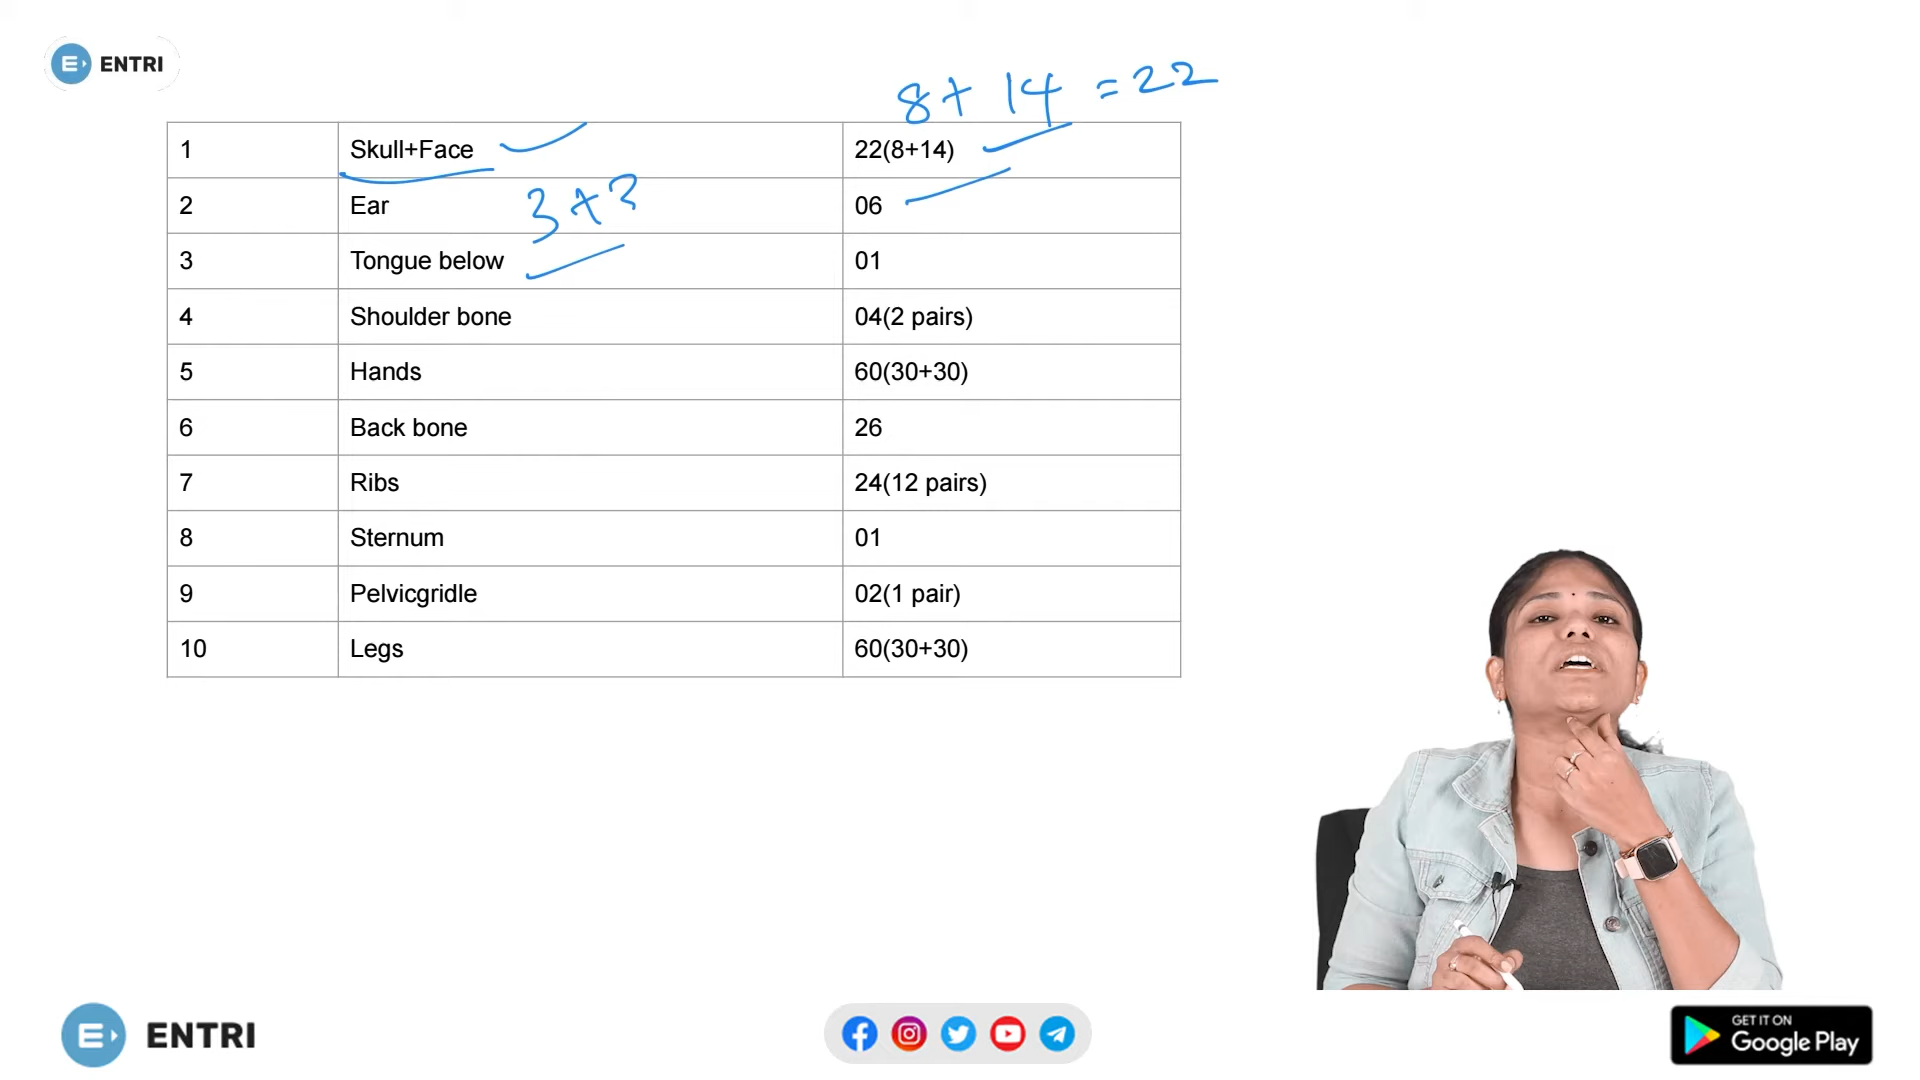 ENTRI
8+ 14 = 22
1 Skull+Face 22(8+14)
2 Ear 3+3 06
3 Tongue below 01
4 Shoulder bone 04(2 pairs)
5 Hands 60(30+30)
6 Back bone 26
7 Ribs 24(12 pairs)
8 Sternum 01
9 Pelvicgridle 02(1 pair)
10 Legs 60(30+30)
ENTRI
GET IT ON
Google Play